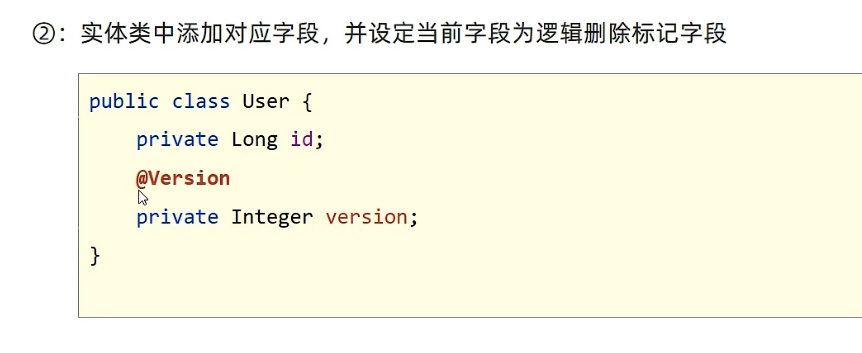 ②：实体类中添加对应字段，并设定当前字段为逻辑删除标记字段
public class User {
    private Long id;
    @Version
    private Integer version;
}